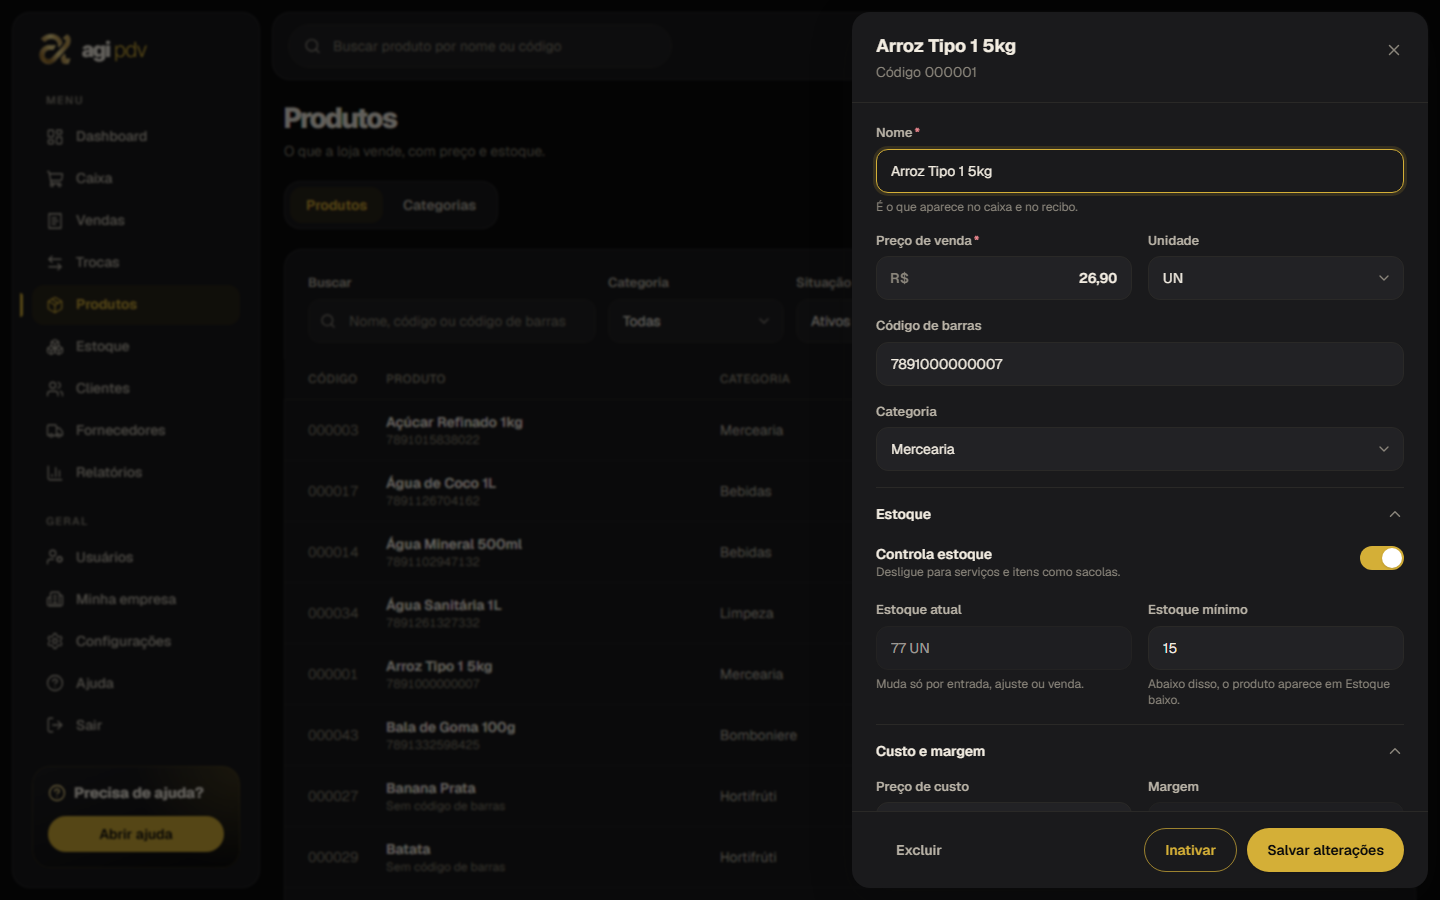 agi pdv
MENU
Dashboard
Caixa
Vendas
Trocas
Produtos
Estoque
Clientes
Fornecedores
Relatórios
GERAL
Usuários
Minha empresa
Configurações
Ajuda
Sair
Precisa de ajuda?
Abrir ajuda
Buscar produto por nome ou código
Produtos
O que a loja vende, com preço e estoque.
Produtos
Categorias
Buscar
Categoria
Situação
Nome, código ou código de barras
Todas
Ativos
CÓDIGO PRODUTO CATEGORIA
000003 Açúcar Refinado 1kg Mercearia
7891015836022
000017 Água de Coco 1L Bebidas
7891126704162
000014 Água Mineral 500ml Bebidas
7891102947132
000034 Água Sanitária 1L Limpeza
7891261327332
000001 Arroz Tipo 1 5kg Mercearia
7891000000007
000043 Bala de Goma 100g Bomboniere
7891332598425
000027 Banana Prata Hortifrúti
Sem código de barras
000029 Batata Hortifrúti
Sem código de barras
Arroz Tipo 1 5kg
Código 000001
Nome *
Arroz Tipo 1 5kg
É o que aparece no caixa e no recibo.
Preço de venda * Unidade
R$ 26,90 UN
Código de barras
7891000000007
Categoria
Mercearia
Estoque
Controla estoque
Desligue para serviços e itens como sacolas.
Estoque atual Estoque mínimo
77 UN 15
Muda só por entrada, ajuste ou venda. Abaixo disso, o produto aparece em Estoque
baixo.
Custo e margem
Preço de custo Margem
Excluir Inativar Salvar alterações